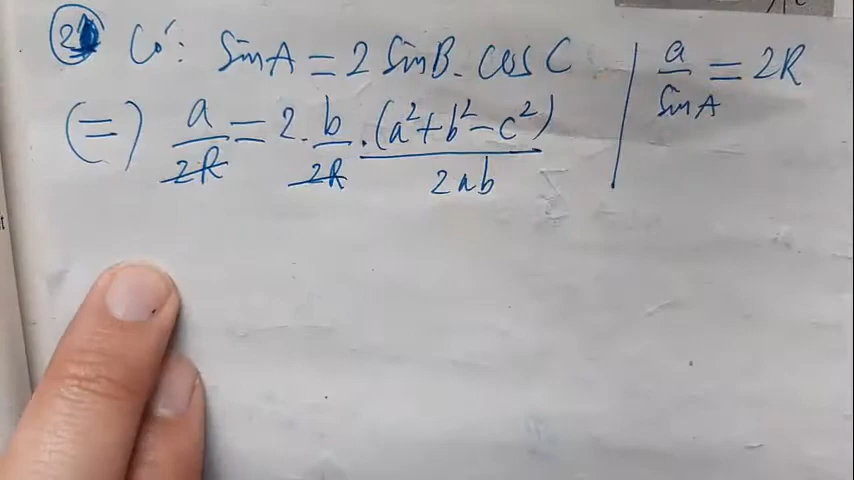 2 Có: SinA = 2 SinB. Cos C
a/SinA = 2R
(=) a/2R = 2. b/2R . (a²+b²-c²)/2ab